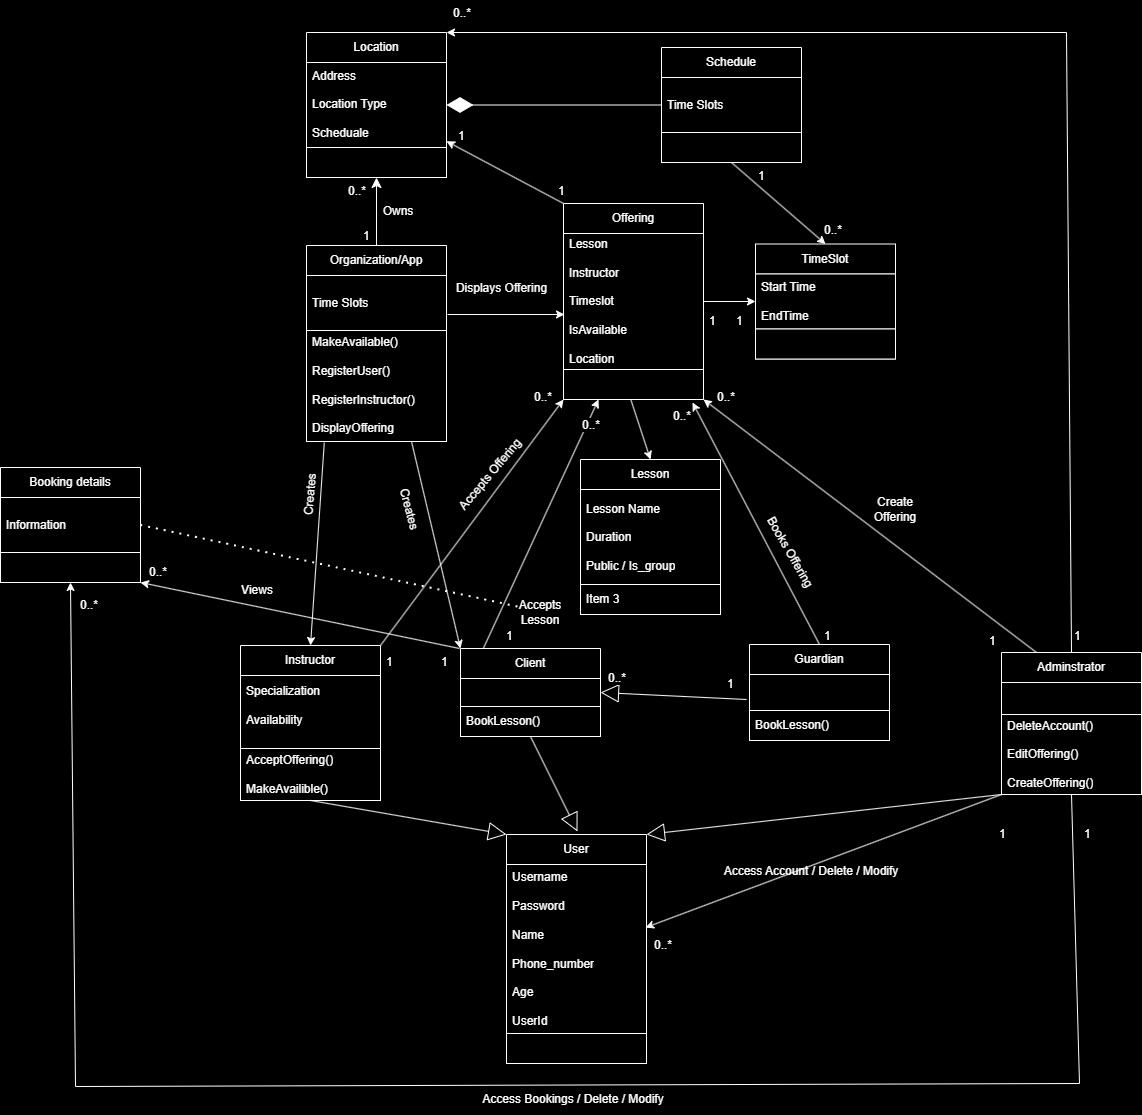 0..*
Location
Address
Location Type
Scheduale
Schedule
Time Slots
1
1
1
0..*
0..*
Owns
1
Offering
Lesson
Instructor
Timeslot
IsAvailable
Location
TimeSlot
Start Time
EndTime
Organization/App
Time Slots
MakeAvailable()
RegisterUser()
RegisterInstructor()
DisplayOffering
Displays Offering
1
1
0..*
0..*
0..*
0..*
Creates
Creates
Accepts Offering
Booking details
Information
Lesson
Lesson Name
Duration
Public / Is_group
Item 3
Books Offering
Create
Offering
0..*
0..*
Views
Accepts
Lesson
1
1
1
1
1
1
Instructor
Specialization
Availability
AcceptOffering()
MakeAvailible()
Client
BookLesson()
0..*
1
Guardian
BookLesson()
Adminstrator
DeleteAccount()
EditOffering()
CreateOffering()
1
1
User
Username
Password
Name
Phone_number
Age
UserId
Access Account / Delete / Modify
0..*
Access Bookings / Delete / Modify